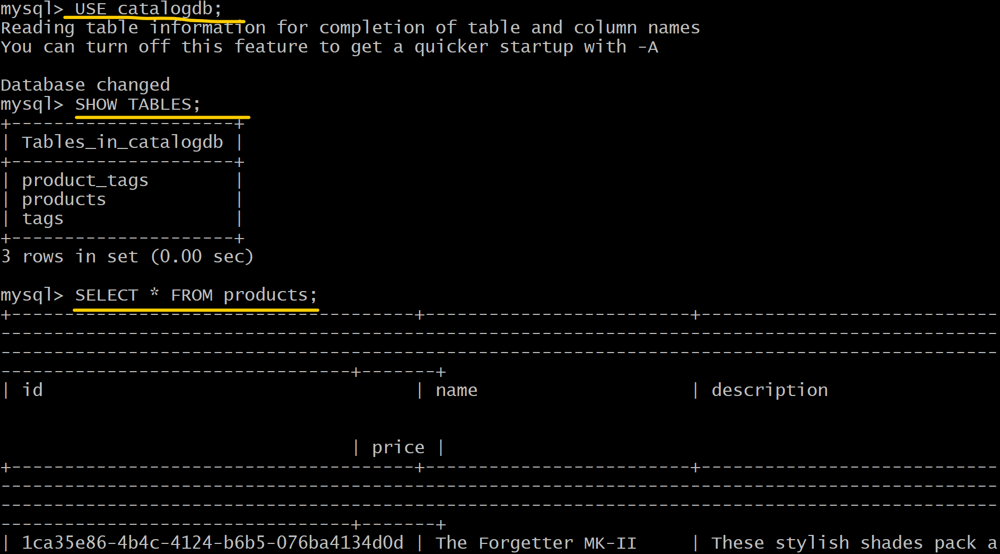 mysql> USE catalogdb;
Reading table information for completion of table and column names
You can turn off this feature to get a quicker startup with -A
Database changed
mysql> SHOW TABLES;
+---------------------+
| Tables_in_catalogdb |
+---------------------+
| product_tags        |
| products            |
| tags                |
+---------------------+
3 rows in set (0.00 sec)
mysql> SELECT * FROM products;
+--------------------------------------+-------------------------+----------------------------
----------------------------------------------------------------------------------------------
----------------------------------------------------------------------------------------------
---------------------------------+-------+
| id                                   | name                    | description
                                 | price |
+--------------------------------------+-------------------------+----------------------------
----------------------------------------------------------------------------------------------
----------------------------------------------------------------------------------------------
---------------------------------+-------+
| 1ca35e86-4b4c-4124-b6b5-076ba4134d0d | The Forgetter MK-II     | These stylish shades pack a